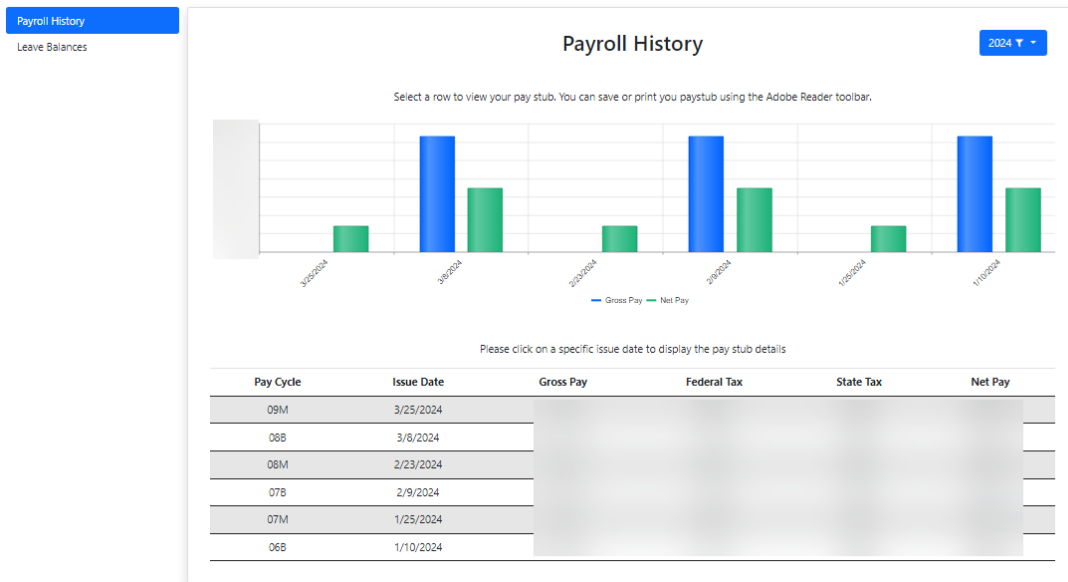 Payroll History
Leave Balances
Payroll History
2024
Select a row to view your pay stub. You can save or print you paystub using the Adobe Reader toolbar.
3/25/2024 3/8/2024 2/23/2024 2/9/2024 1/25/2024 1/10/2024
Gross Pay Net Pay
Please click on a specific issue date to display the pay stub details
Pay Cycle Issue Date Gross Pay Federal Tax State Tax Net Pay
09M 3/25/2024
08B 3/8/2024
08M 2/23/2024
07B 2/9/2024
07M 1/25/2024
06B 1/10/2024